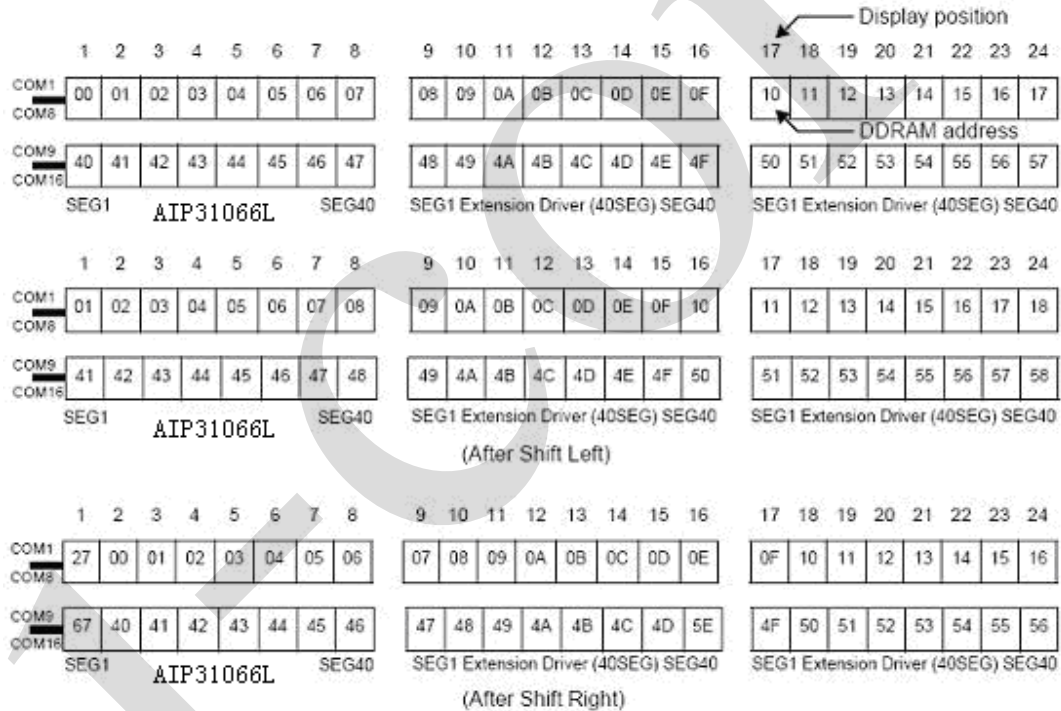 Display position
1 2 3 4 5 6 7 8 9 10 11 12 13 14 15 16 17 18 19 20 21 22 23 24
COM1
COM8
00 01 02 03 04 05 06 07 08 09 0A 0B 0C 0D 0E 0F 10 11 12 13 14 15 16 17
DDRAM address
COM9
COM16
40 41 42 43 44 45 46 47 48 49 4A 4B 4C 4D 4E 4F 50 51 52 53 54 55 56 57
SEG1 AIP31066L SEG40 SEG1 Extension Driver (40SEG) SEG40 SEG1 Extension Driver (40SEG) SEG40
1 2 3 4 5 6 7 8 9 10 11 12 13 14 15 16 17 18 19 20 21 22 23 24
COM1
COM8
01 02 03 04 05 06 07 08 09 0A 0B 0C 0D 0E 0F 10 11 12 13 14 15 16 17 18
COM9
COM16
41 42 43 44 45 46 47 48 49 4A 4B 4C 4D 4E 4F 50 51 52 53 54 55 56 57 58
SEG1 AIP31066L SEG40 SEG1 Extension Driver (40SEG) SEG40 SEG1 Extension Driver (40SEG) SEG40
(After Shift Left)
1 2 3 4 5 6 7 8 9 10 11 12 13 14 15 16 17 18 19 20 21 22 23 24
COM1
COM8
27 00 01 02 03 04 05 06 07 08 09 0A 0B 0C 0D 0E 0F 10 11 12 13 14 15 16
COM9
COM16
67 40 41 42 43 44 45 46 47 48 49 4A 4B 4C 4D 5E 4F 50 51 52 53 54 55 56
SEG1 AIP31066L SEG40 SEG1 Extension Driver (40SEG) SEG40 SEG1 Extension Driver (40SEG) SEG40
(After Shift Right)